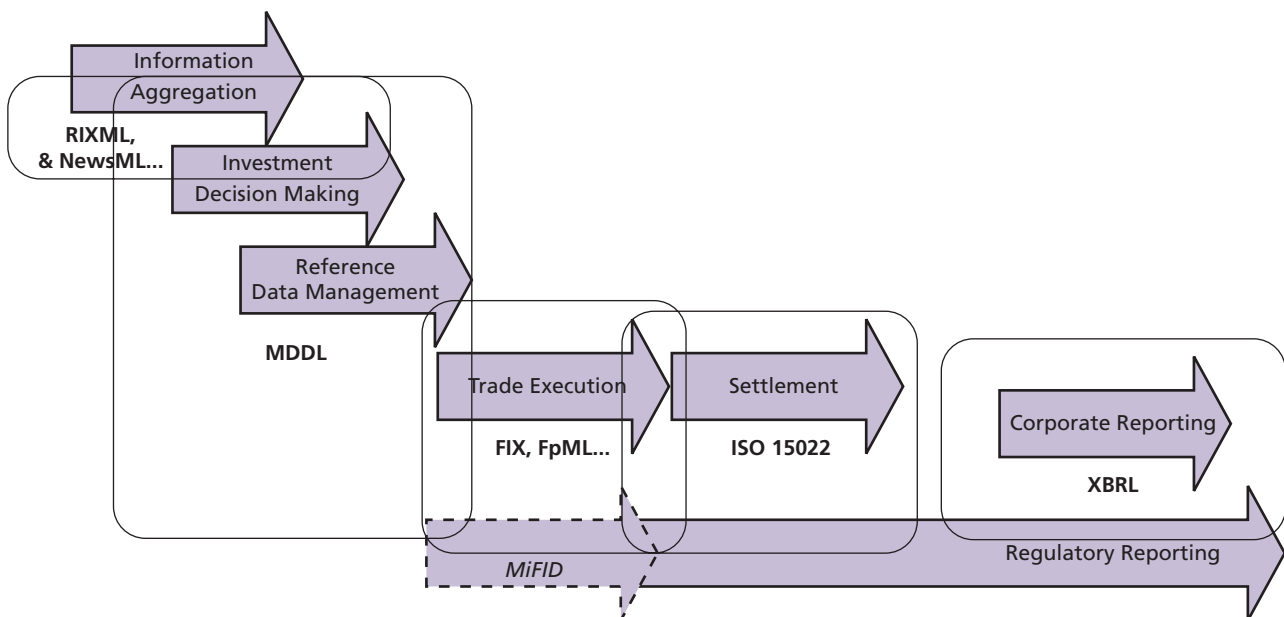 Information
Aggregation
RIXML,
& NewsML...
Investment
Decision Making
Reference
Data Management
MDDL
Trade Execution
FIX, FpML...
Settlement
ISO 15022
Corporate Reporting
XBRL
MiFID
Regulatory Reporting